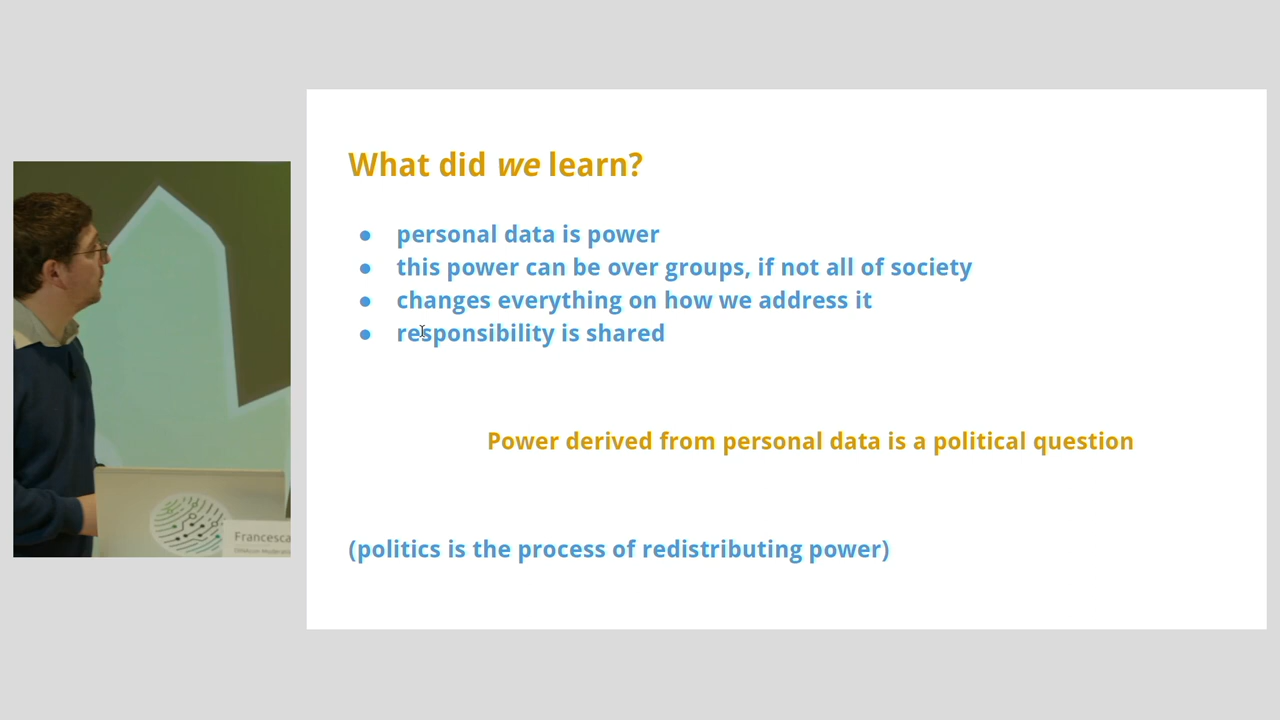 What did we learn?
● personal data is power
● this power can be over groups, if not all of society
● changes everything on how we address it
● responsibility is shared
Power derived from personal data is a political question
(politics is the process of redistributing power)
Francesca